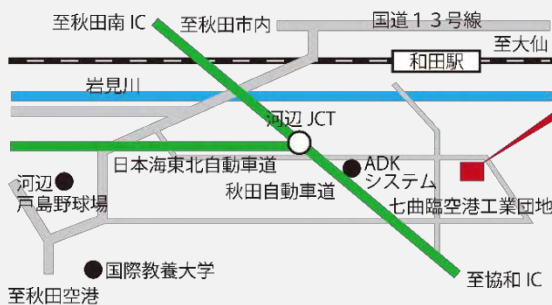 至秋田南 IC
至秋田市内
国道１３号線
至大仙
和田駅
岩見川
河辺 JCT
日本海東北自動車道
ADK
システム
秋田自動車道
河辺
戸島野球場
七曲臨空港工業団地
国際教養大学
至協和 IC
至秋田空港